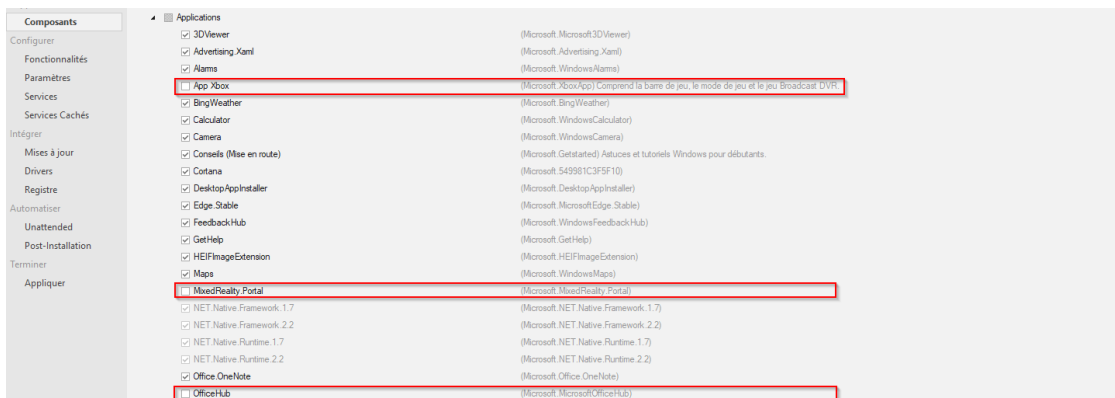 Composants
Configurer
Fonctionnalités
Paramètres
Services
Services Cachés
Intégrer
Mises à jour
Drivers
Registre
Automatiser
Unattended
Post-Installation
Terminer
Appliquer
Applications
3DViewer (Microsoft.Microsoft3DViewer)
Advertising.Xaml (Microsoft.Advertising.Xaml)
Alarms (Microsoft.WindowsAlarms)
App Xbox (Microsoft.XboxApp) Comprend la barre de jeu, le mode de jeu et le jeu Broadcast DVR.
BingWeather (Microsoft.BingWeather)
Calculator (Microsoft.WindowsCalculator)
Camera (Microsoft.WindowsCamera)
Conseils (Mise en route) (Microsoft.Getstarted) Astuces et tutoriels Windows pour débutants.
Cortana (Microsoft.549981C3F5F10)
DesktopAppInstaller (Microsoft.DesktopAppInstaller)
Edge.Stable (Microsoft.MicrosoftEdge.Stable)
FeedbackHub (Microsoft.WindowsFeedbackHub)
GetHelp (Microsoft.GetHelp)
HEIFImageExtension (Microsoft.HEIFImageExtension)
Maps (Microsoft.WindowsMaps)
MixedReality.Portal (Microsoft.MixedReality.Portal)
NET.Native.Framework.1.7 (Microsoft.NET.Native.Framework.1.7)
NET.Native.Framework.2.2 (Microsoft.NET.Native.Framework.2.2)
NET.Native.Runtime.1.7 (Microsoft.NET.Native.Runtime.1.7)
NET.Native.Runtime.2.2 (Microsoft.NET.Native.Runtime.2.2)
Office.OneNote (Microsoft.Office.OneNote)
OfficeHub (Microsoft.MicrosoftOfficeHub)